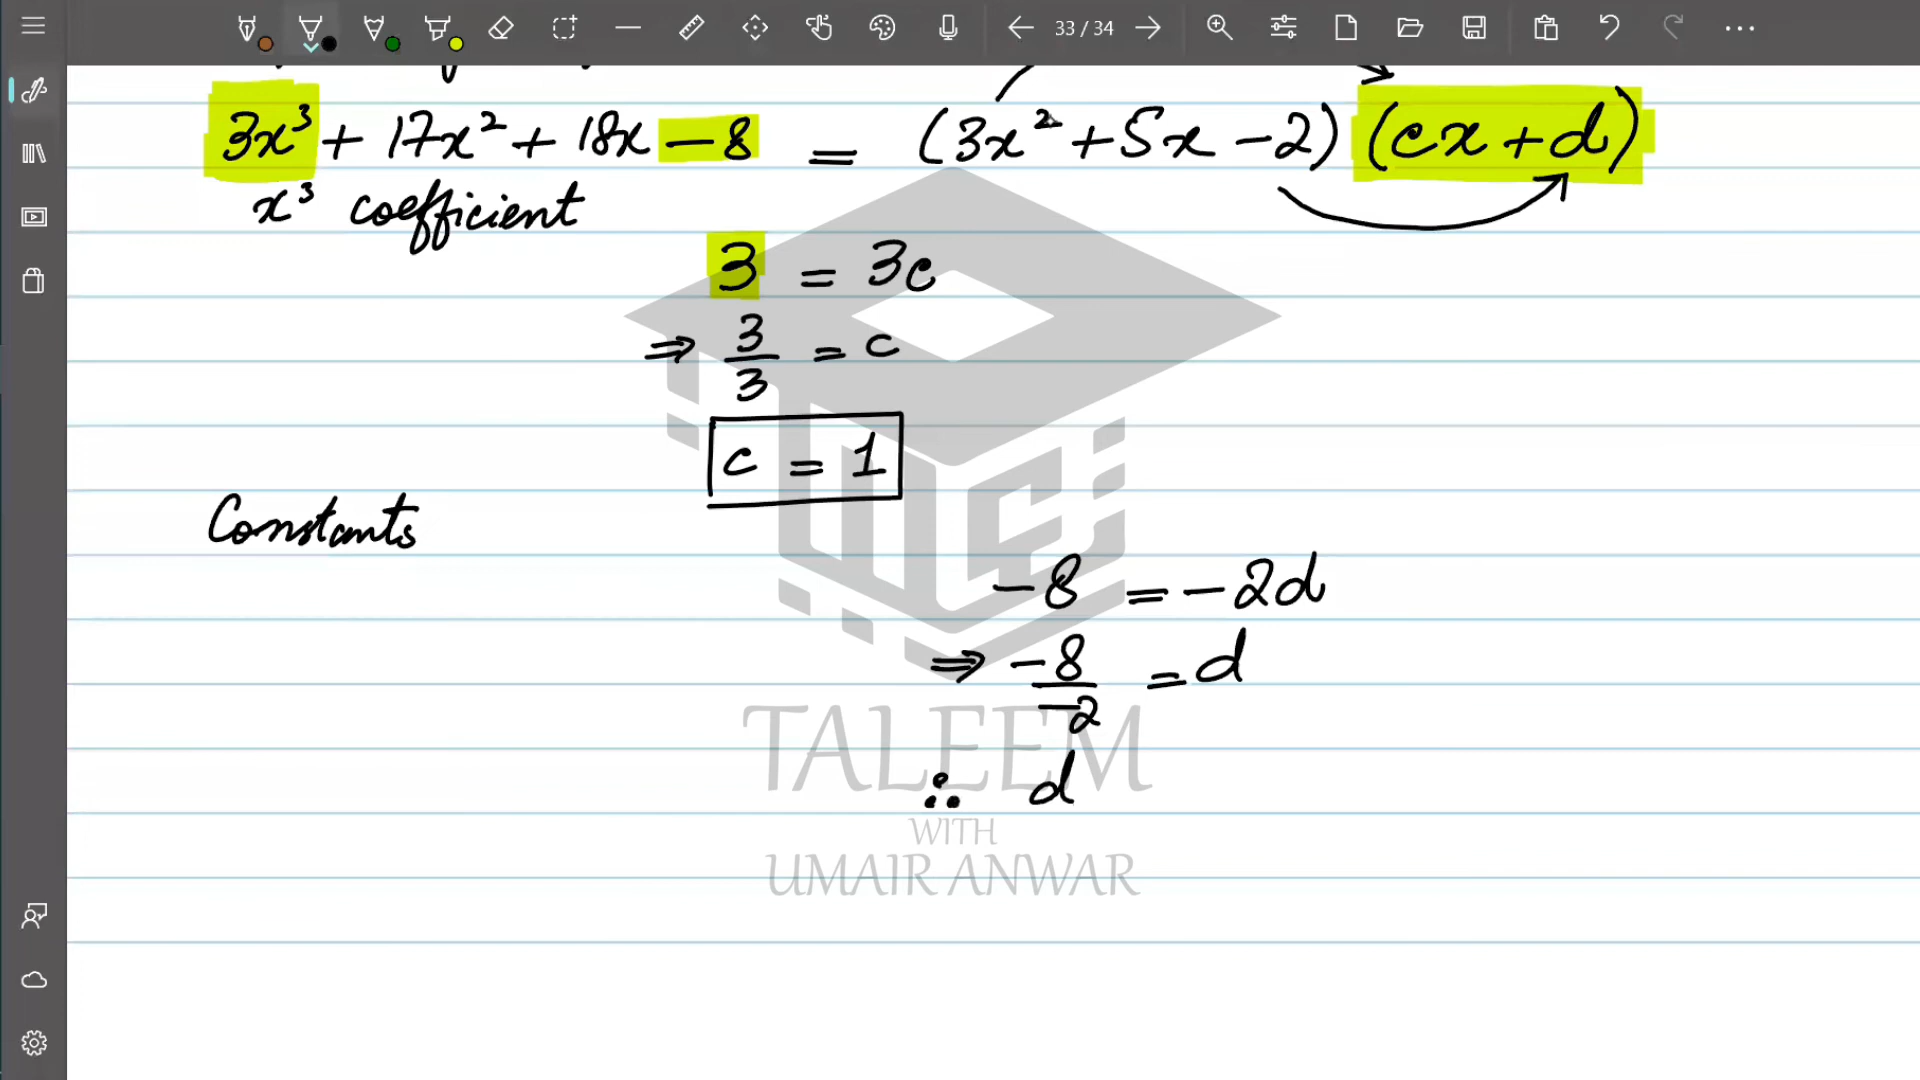 33 / 34
3x³ + 17x² + 18x - 8 = (3x² + 5x - 2) (cx + d)
x³ coefficient
3 = 3c
⇒ 3/3 = c
c = 1
Constants
-8 = -2d
⇒ -8/-2 = d
∴ d
TALEEM
WITH
UMAIR ANWAR